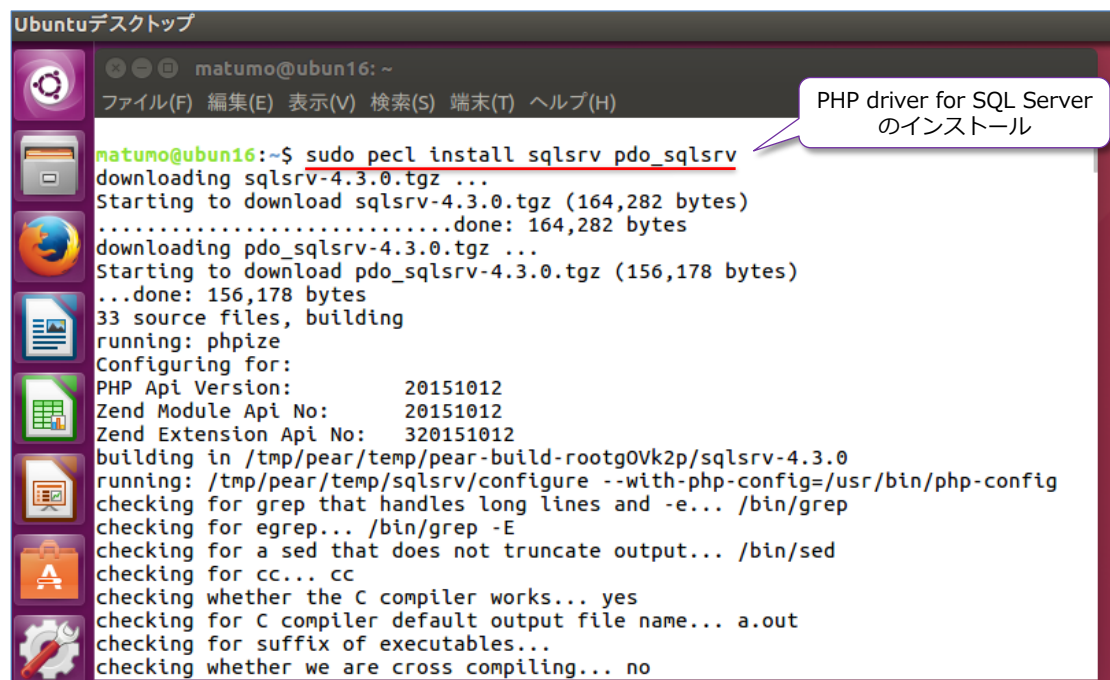 Ubuntuデスクトップ
matumo@ubun16: ~
ファイル(F) 編集(E) 表示(V) 検索(S) 端末(T) ヘルプ(H)
PHP driver for SQL Server
のインストール
matumo@ubun16:~$ sudo pecl install sqlsrv pdo_sqlsrv
downloading sqlsrv-4.3.0.tgz ...
Starting to download sqlsrv-4.3.0.tgz (164,282 bytes)
.............................done: 164,282 bytes
downloading pdo_sqlsrv-4.3.0.tgz ...
Starting to download pdo_sqlsrv-4.3.0.tgz (156,178 bytes)
...done: 156,178 bytes
33 source files, building
running: phpize
Configuring for:
PHP Api Version:         20151012
Zend Module Api No:      20151012
Zend Extension Api No:   320151012
building in /tmp/pear/temp/pear-build-rootgOVk2p/sqlsrv-4.3.0
running: /tmp/pear/temp/sqlsrv/configure --with-php-config=/usr/bin/php-config
checking for grep that handles long lines and -e... /bin/grep
checking for egrep... /bin/grep -E
checking for a sed that does not truncate output... /bin/sed
checking for cc... cc
checking whether the C compiler works... yes
checking for C compiler default output file name... a.out
checking for suffix of executables...
checking whether we are cross compiling... no